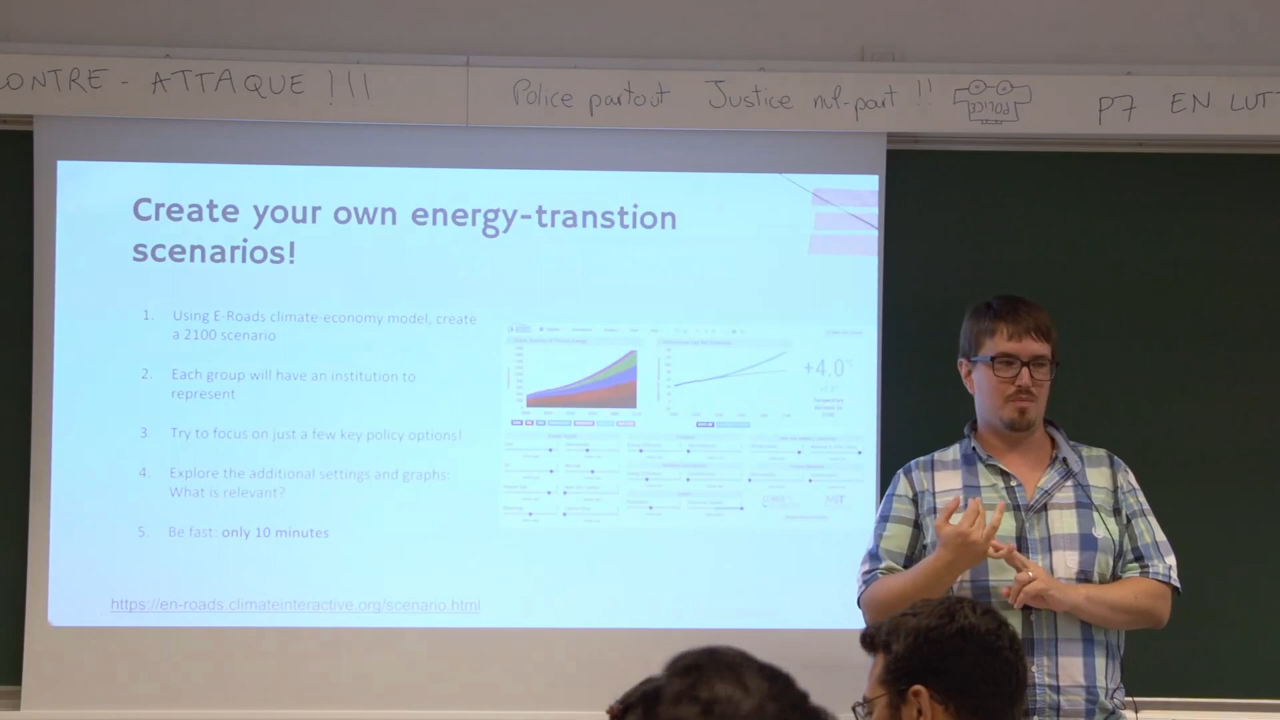 ONTRE - ATTAQUE !!!
Police partout Justice nul-part !!
POLICE
P7 EN LUT
Create your own energy-transtion
scenarios!
1. Using E-Roads climate-economy model, create
a 2100 scenario
2. Each group will have an institution to
represent
3. Try to focus on just a few key policy options!
4. Explore the additional settings and graphs:
What is relevant?
5. Be fast: only 10 minutes
https://en-roads.climateinteractive.org/scenario.html
+4.0°
MIT